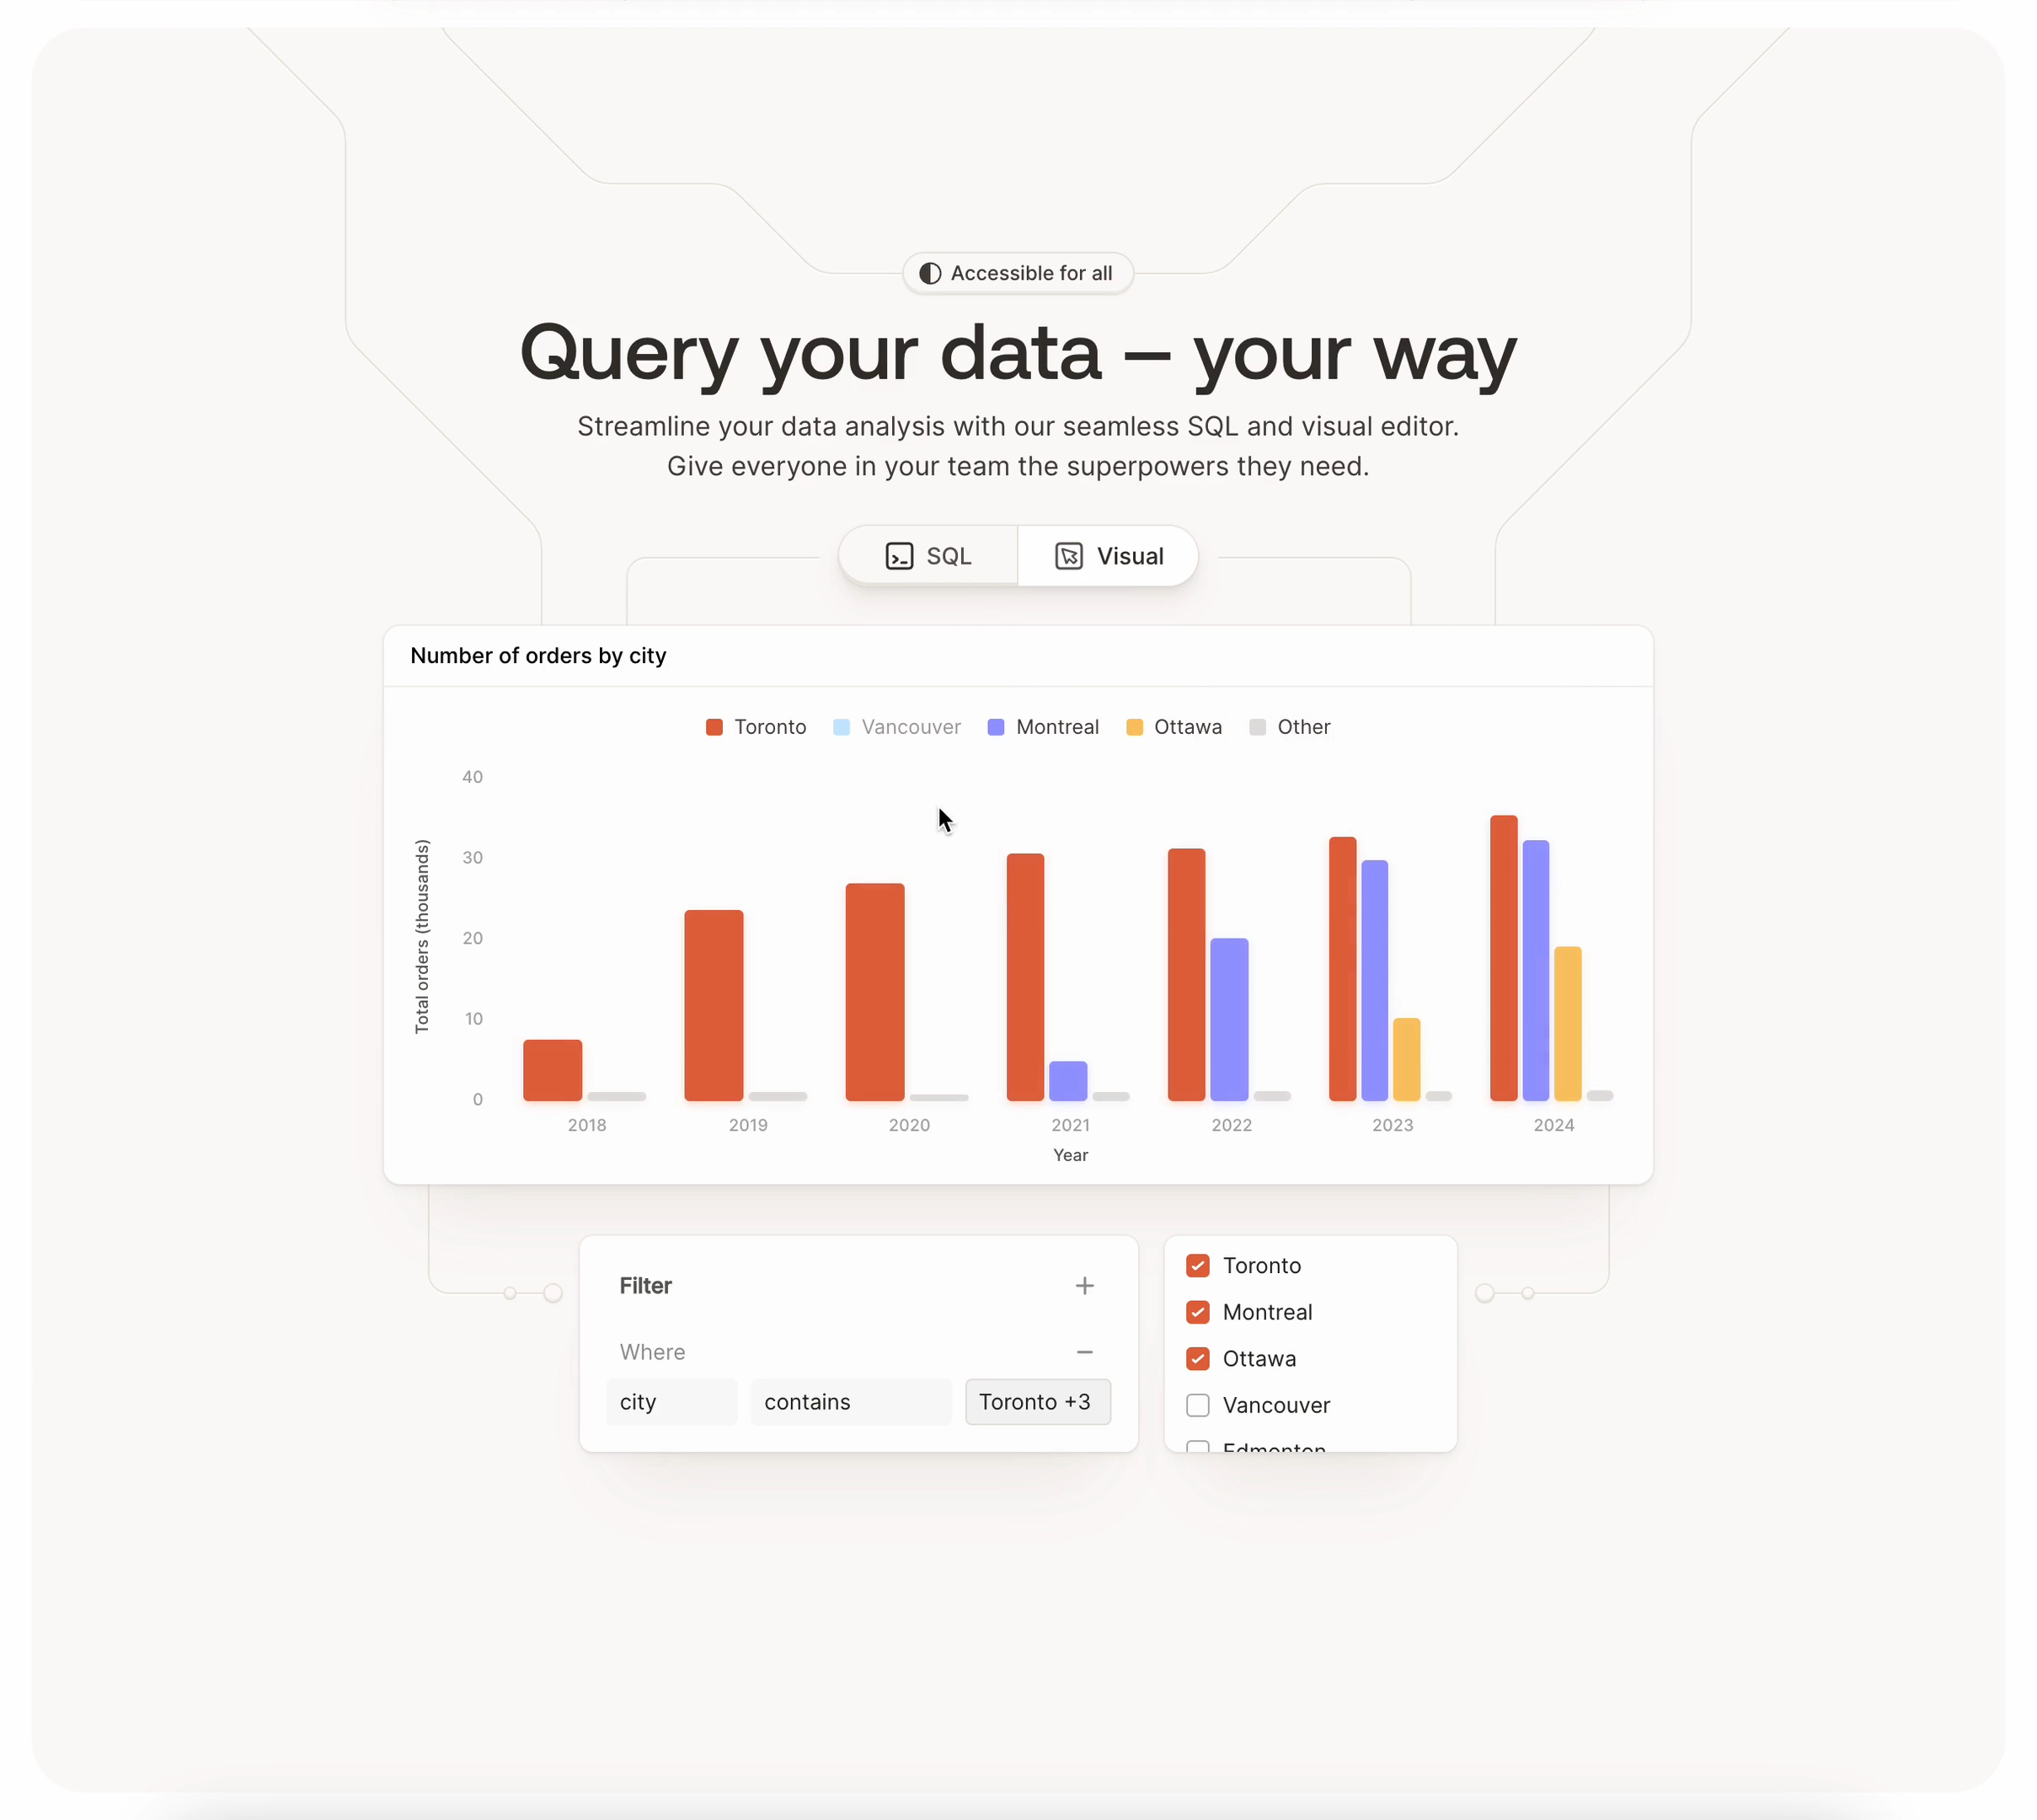 Accessible for all
Query your data – your way
Streamline your data analysis with our seamless SQL and visual editor.
Give everyone in your team the superpowers they need.
SQL
Visual
Number of orders by city
Toronto
Vancouver
Montreal
Ottawa
Other
Total orders (thousands)
40
30
20
10
0
2018
2019
2020
2021
2022
2023
2024
Year
Filter
Where
city
contains
Toronto +3
Toronto
Montreal
Ottawa
Vancouver
Edmonton